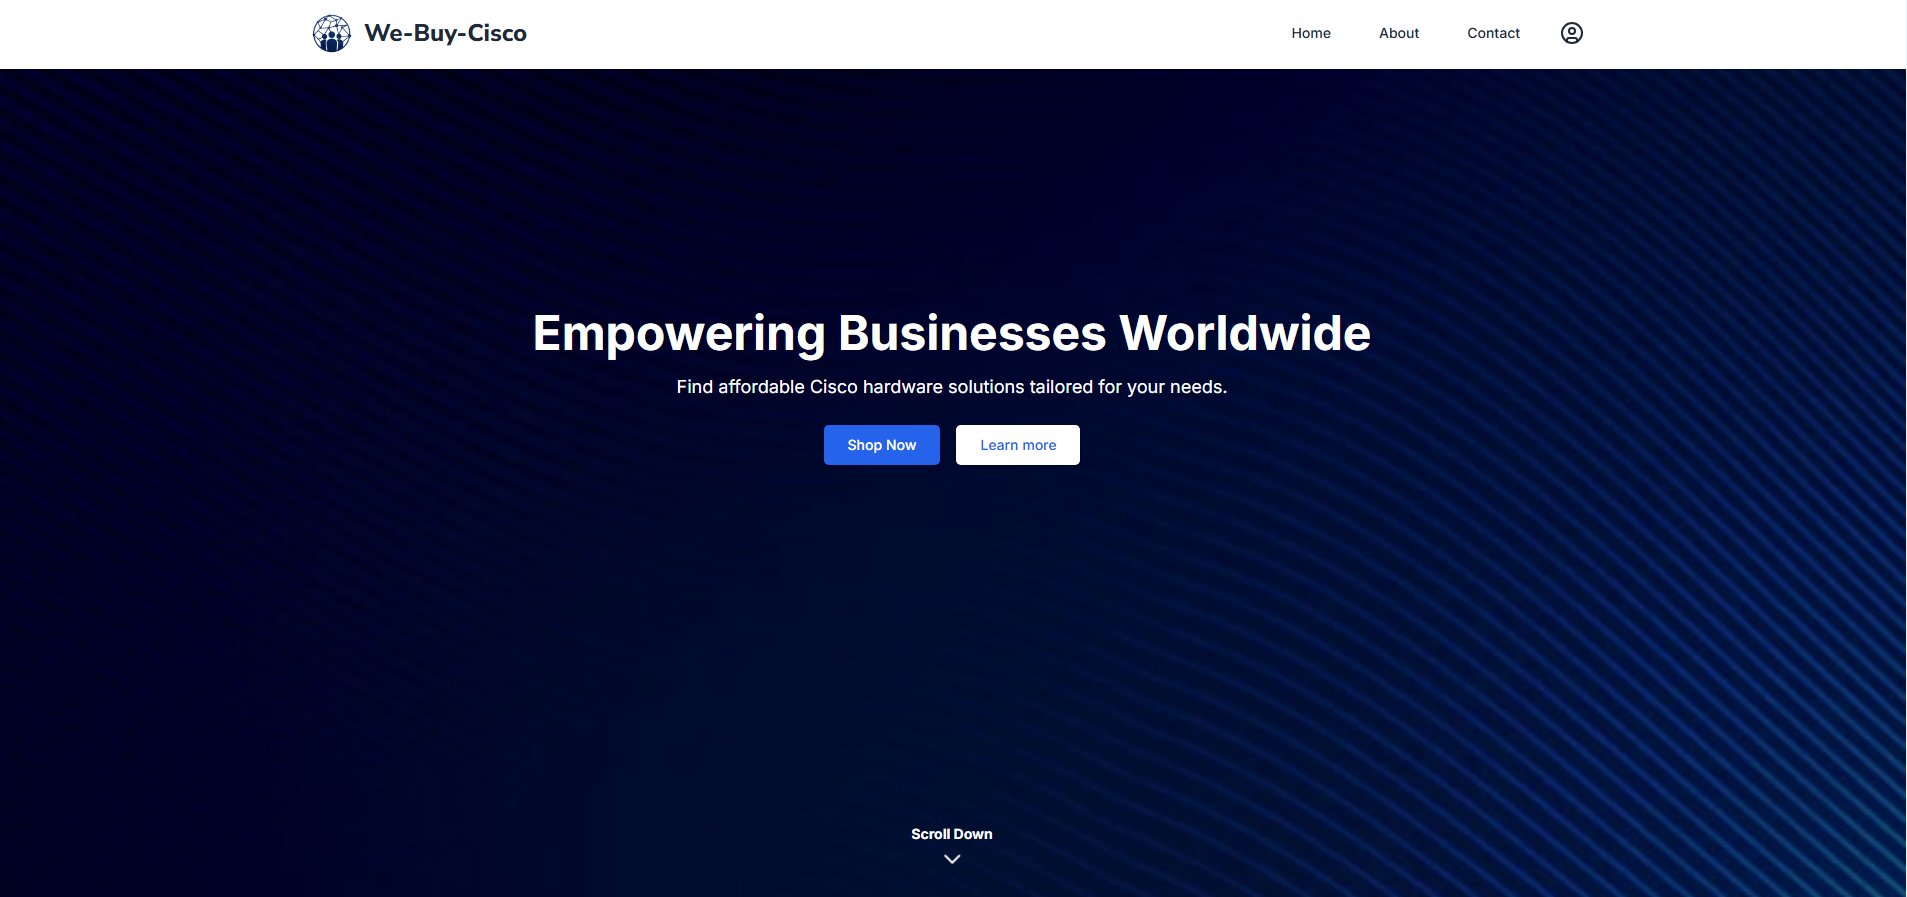 We-Buy-Cisco
Home
About
Contact
Empowering Businesses Worldwide
Find affordable Cisco hardware solutions tailored for your needs.
Shop Now
Learn more
Scroll Down